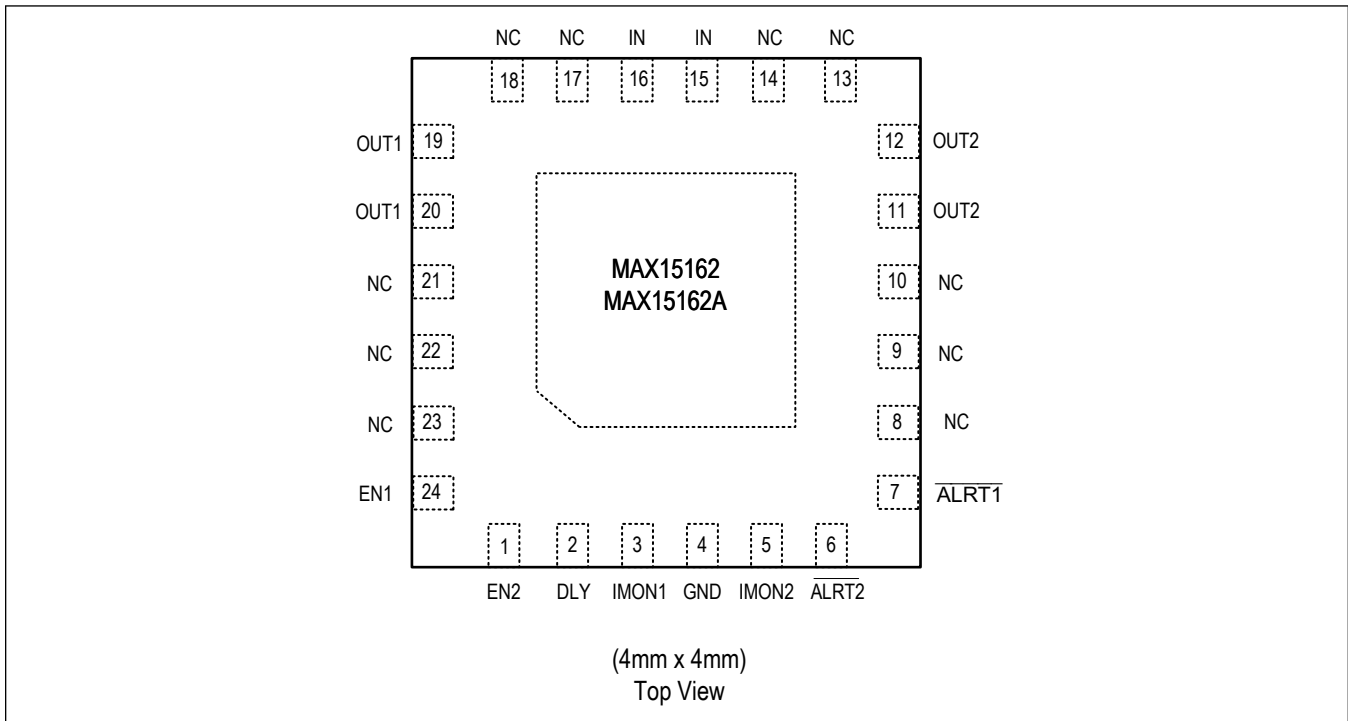 NC NC IN IN NC NC
18 17 16 15 14 13
OUT1 19 12 OUT2
OUT1 20 11 OUT2
MAX15162
NC 21 10 NC
MAX15162A
NC 22 9 NC
NC 23 8 NC
EN1 24 7 ALRT1
1 2 3 4 5 6
EN2 DLY IMON1 GND IMON2 ALRT2
(4mm x 4mm)
Top View